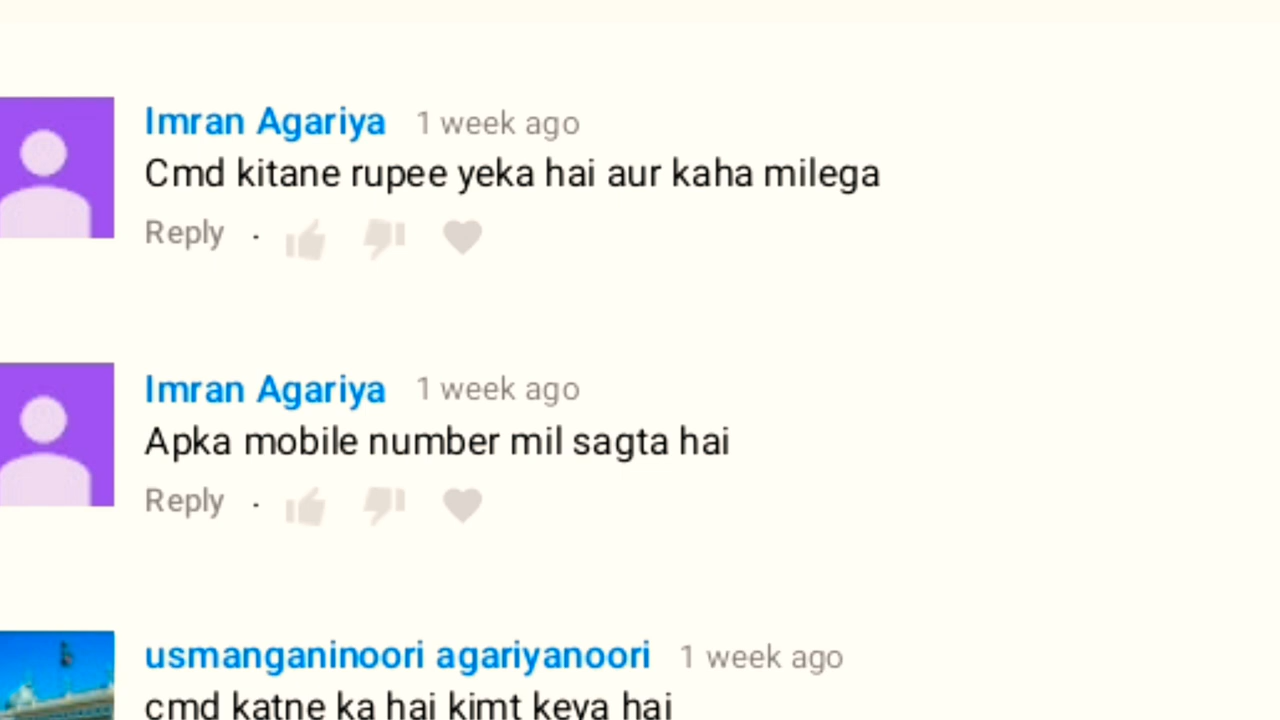 Imran Agariya 1 week ago
Cmd kitane rupee yeka hai aur kaha milega
Reply ·
Imran Agariya 1 week ago
Apka mobile number mil sagta hai
Reply ·
usmanganinoori agariyanoori 1 week ago
cmd katne ka hai kimt keya hai